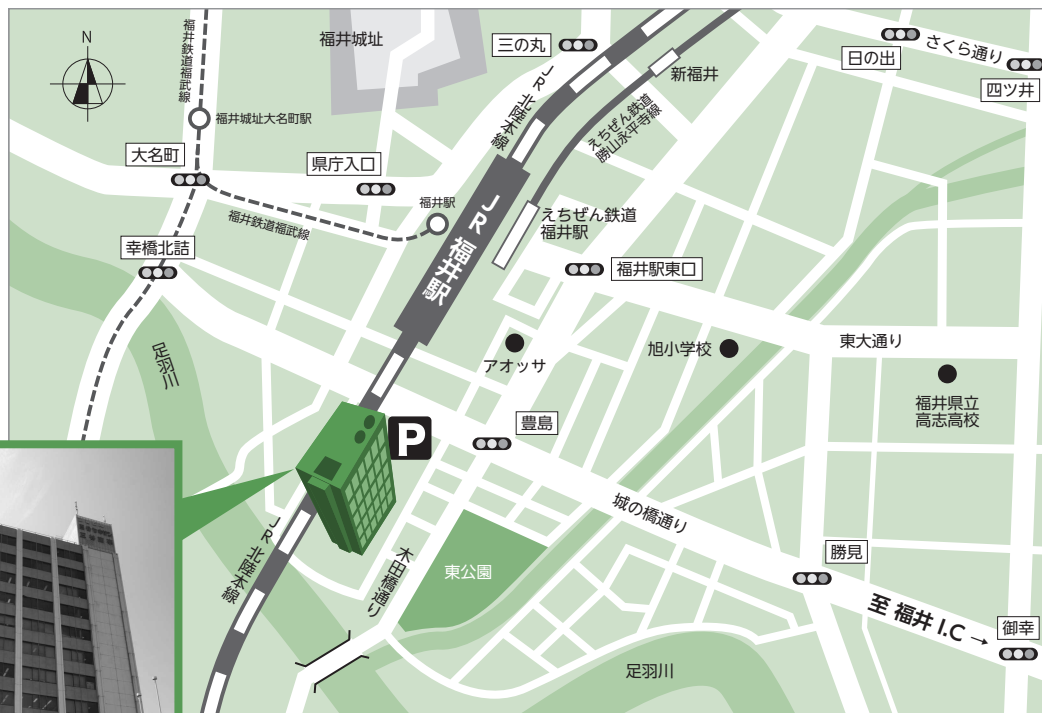 N
福井鉄道福武線
福井城址
三の丸
日の出
さくら通り
四ツ井
新福井
JR 北陸本線
えちぜん鉄道
勝山永平寺線
福井城址大名町駅
大名町
県庁入口
福井駅
福井鉄道福武線
JR 福井駅
えちぜん鉄道
福井駅
幸橋北詰
福井駅東口
足羽川
アオッサ
旭小学校
東大通り
福井県立
高志高校
P
豊島
城の橋通り
JR 北陸本線
木田橋通り
東公園
勝見
至 福井 I.C →
御幸
足羽川